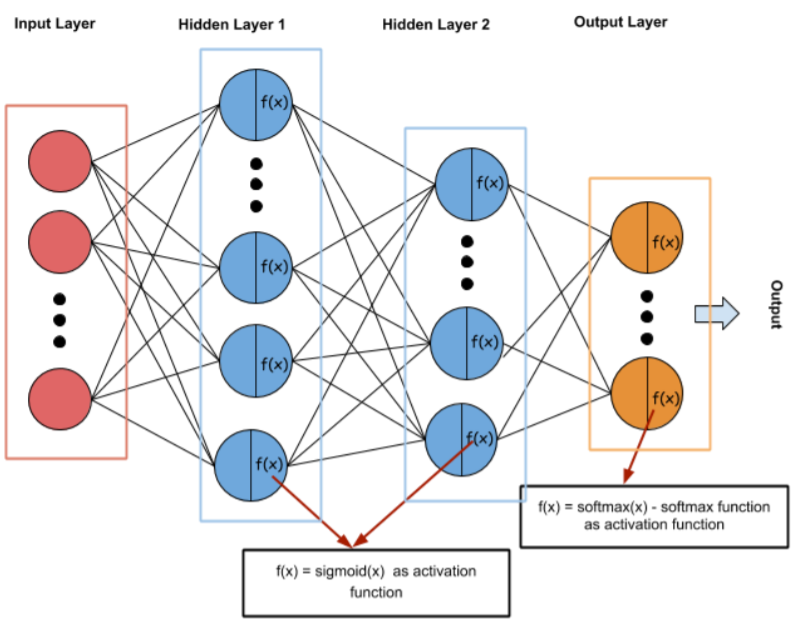 Input Layer
Hidden Layer 1
Hidden Layer 2
Output Layer
f(x)
f(x)
f(x)
f(x)
f(x)
f(x)
f(x)
f(x)
f(x)
Output
f(x) = softmax(x) - softmax function
as activation function
f(x) = sigmoid(x) as activation
function